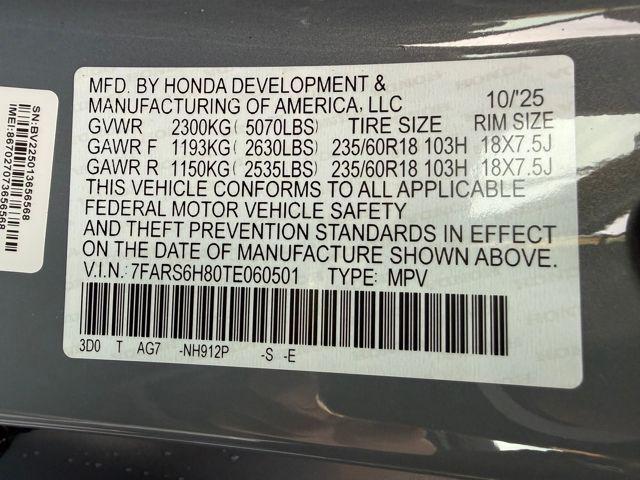 MFD. BY HONDA DEVELOPMENT &
MANUFACTURING OF AMERICA, LLC 10/'25
GVWR 2300KG( 5070LBS) TIRE SIZE RIM SIZE
GAWR F 1193KG( 2630LBS) 235/60R18 103H 18X7.5J
GAWR R 1150KG( 2535LBS) 235/60R18 103H 18X7.5J
THIS VEHICLE CONFORMS TO ALL APPLICABLE
FEDERAL MOTOR VEHICLE SAFETY
AND THEFT PREVENTION STANDARDS IN EFFECT
ON THE DATE OF MANUFACTURE SHOWN ABOVE.
V.I.N.: 7FARS6H80TE060501 TYPE: MPV
3D0 T AG7 -NH912P -S -E
SN:BV225513656568
IMEI:867027073656568